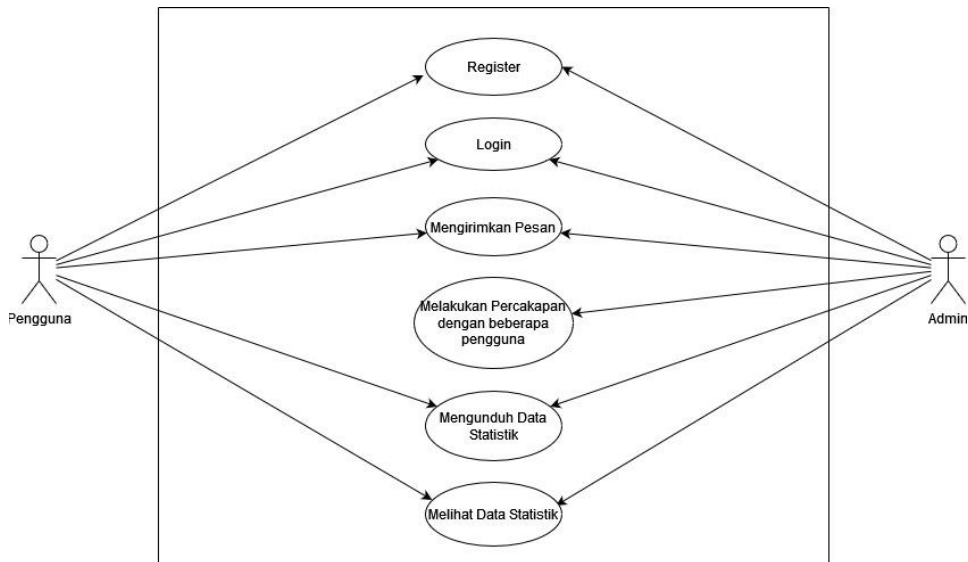 Register
Login
Mengirimkan Pesan
Pengguna
Admin
Melakukan Percakapan
dengan beberapa
pengguna
Mengunduh Data
Statistik
Melihat Data Statistik